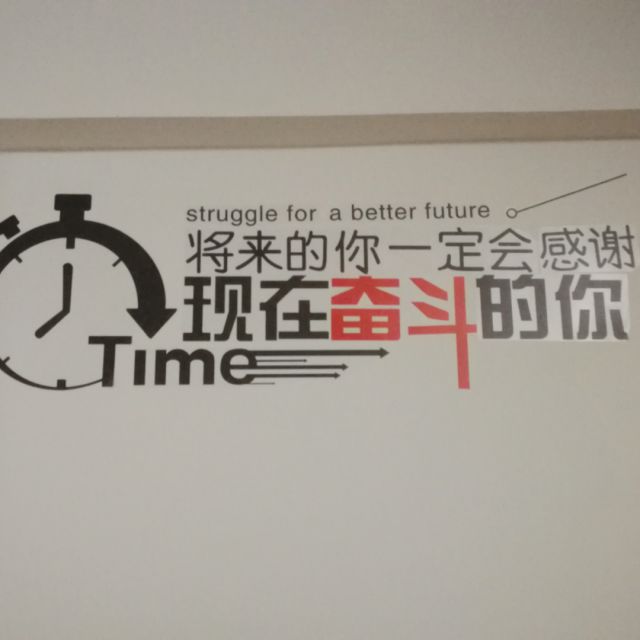 struggle for a better future
将来的你一定会感谢
现在奋斗的你
Time